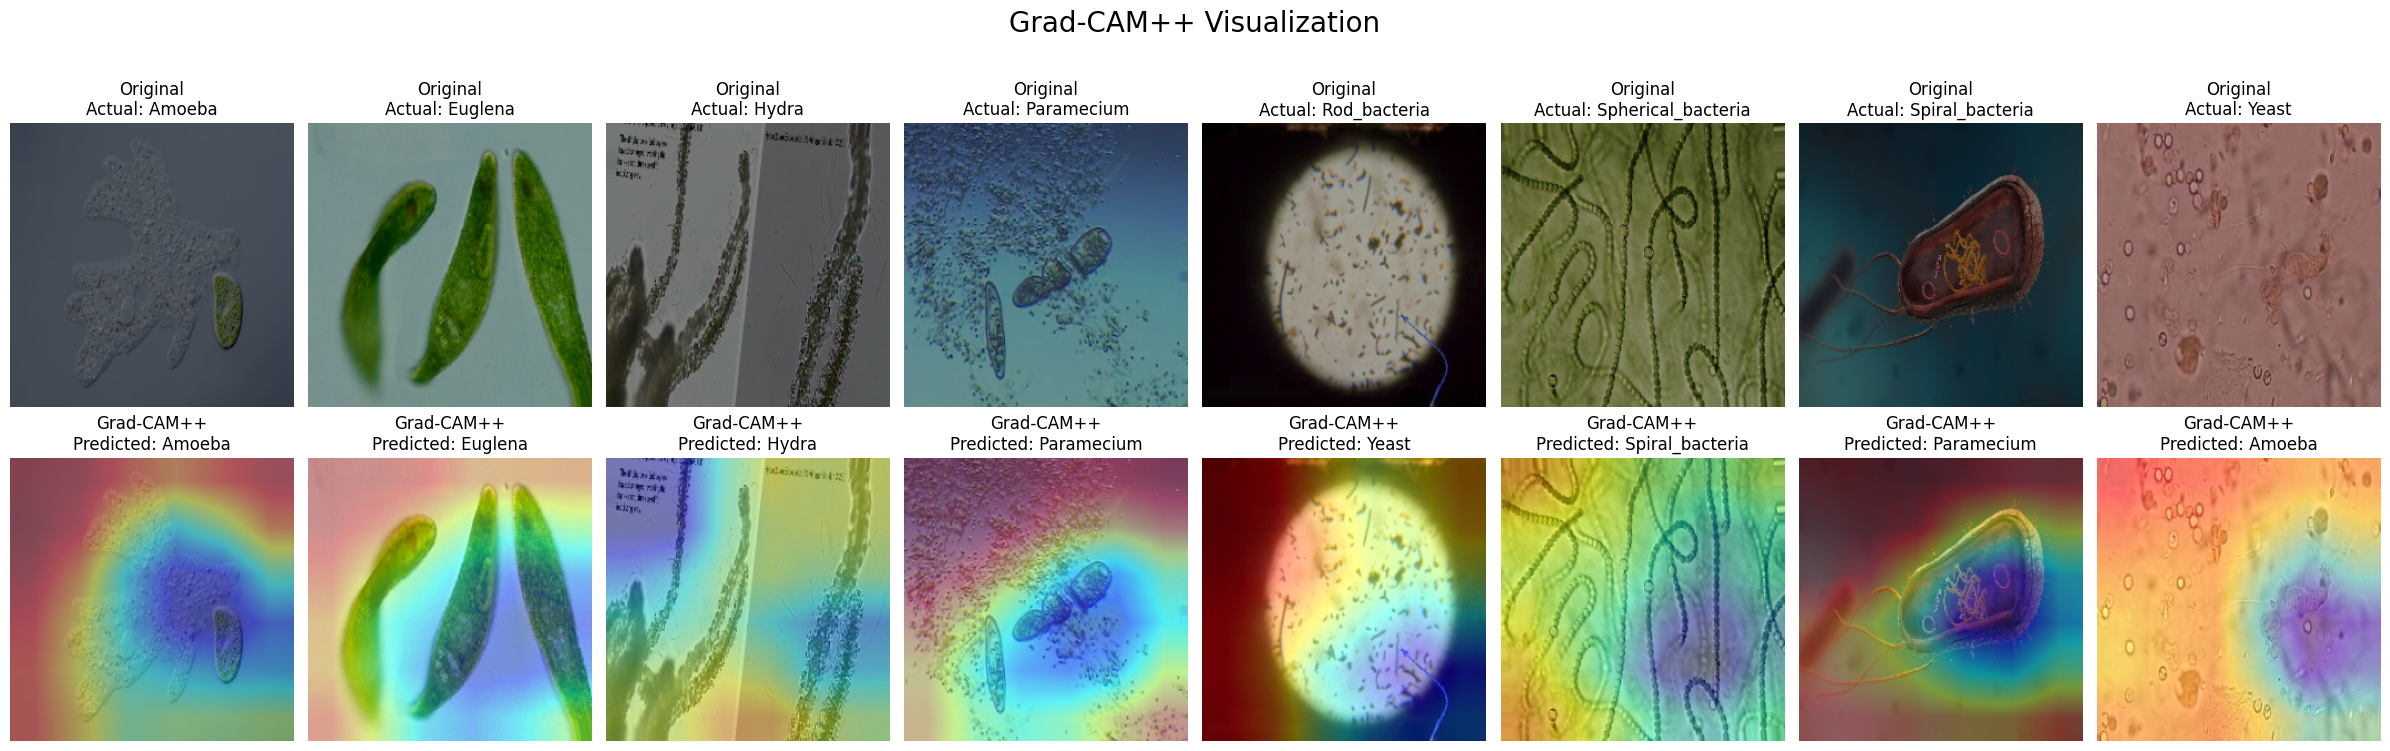 Grad-CAM++ Visualization
Original
Actual: Amoeba
Original
Actual: Euglena
Original
Actual: Hydra
Original
Actual: Paramecium
Original
Actual: Rod_bacteria
Original
Actual: Spherical_bacteria
Original
Actual: Spiral_bacteria
Original
Actual: Yeast
Grad-CAM++
Predicted: Amoeba
Grad-CAM++
Predicted: Euglena
Grad-CAM++
Predicted: Hydra
Grad-CAM++
Predicted: Paramecium
Grad-CAM++
Predicted: Yeast
Grad-CAM++
Predicted: Spiral_bacteria
Grad-CAM++
Predicted: Paramecium
Grad-CAM++
Predicted: Amoeba